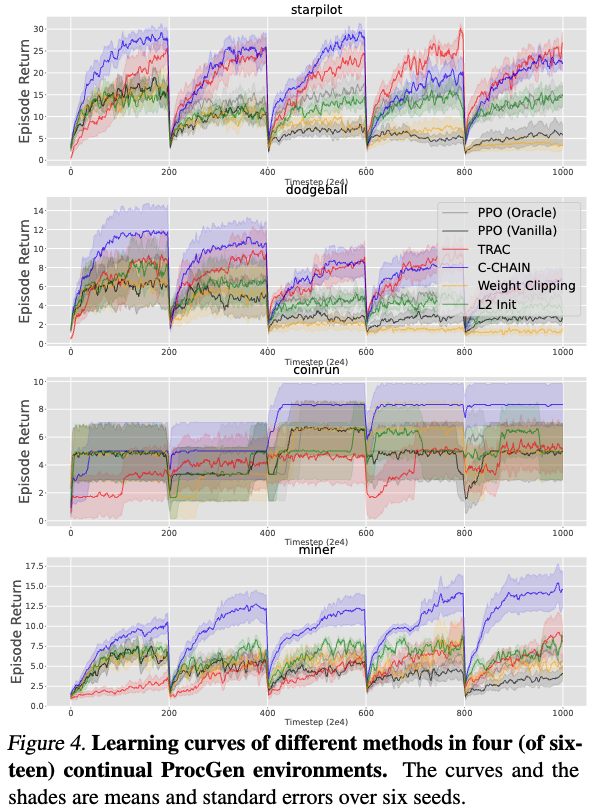 starpilot
30
25
20
15
10
5
0
Episode Return
0 200 400 600 800 1000
Timestep (2e4)
dodgeball
14
12
10
8
6
4
2
0
Episode Return
PPO (Oracle)
PPO (Vanilla)
TRAC
C-CHAIN
Weight Clipping
L2 Init
0 200 400 600 800 1000
Timestep (2e4)
coinrun
10
8
6
4
2
0
Episode Return
0 200 400 600 800 1000
Timestep (2e4)
miner
17.5
15.0
12.5
10.0
7.5
5.0
2.5
0.0
Episode Return
0 200 400 600 800 1000
Timestep (2e4)
Figure 4. Learning curves of different methods in four (of six-
teen) continual ProcGen environments. The curves and the
shades are means and standard errors over six seeds.